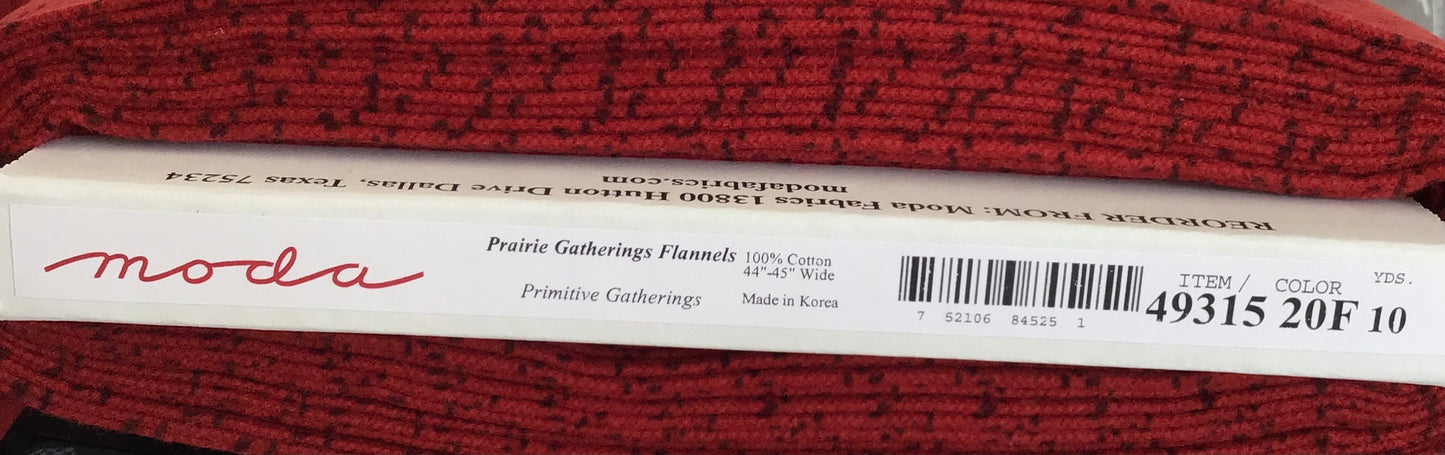 REORDER FROM: Moda Fabrics 13800 Hutton Drive Dallas, Texas 75234
modafabrics.com
moda
Prairie Gatherings Flannels
Primitive Gatherings
100% Cotton
44"-45" Wide
Made in Korea
7 52106 84525 1
ITEM / COLOR YDS.
49315 20F 10